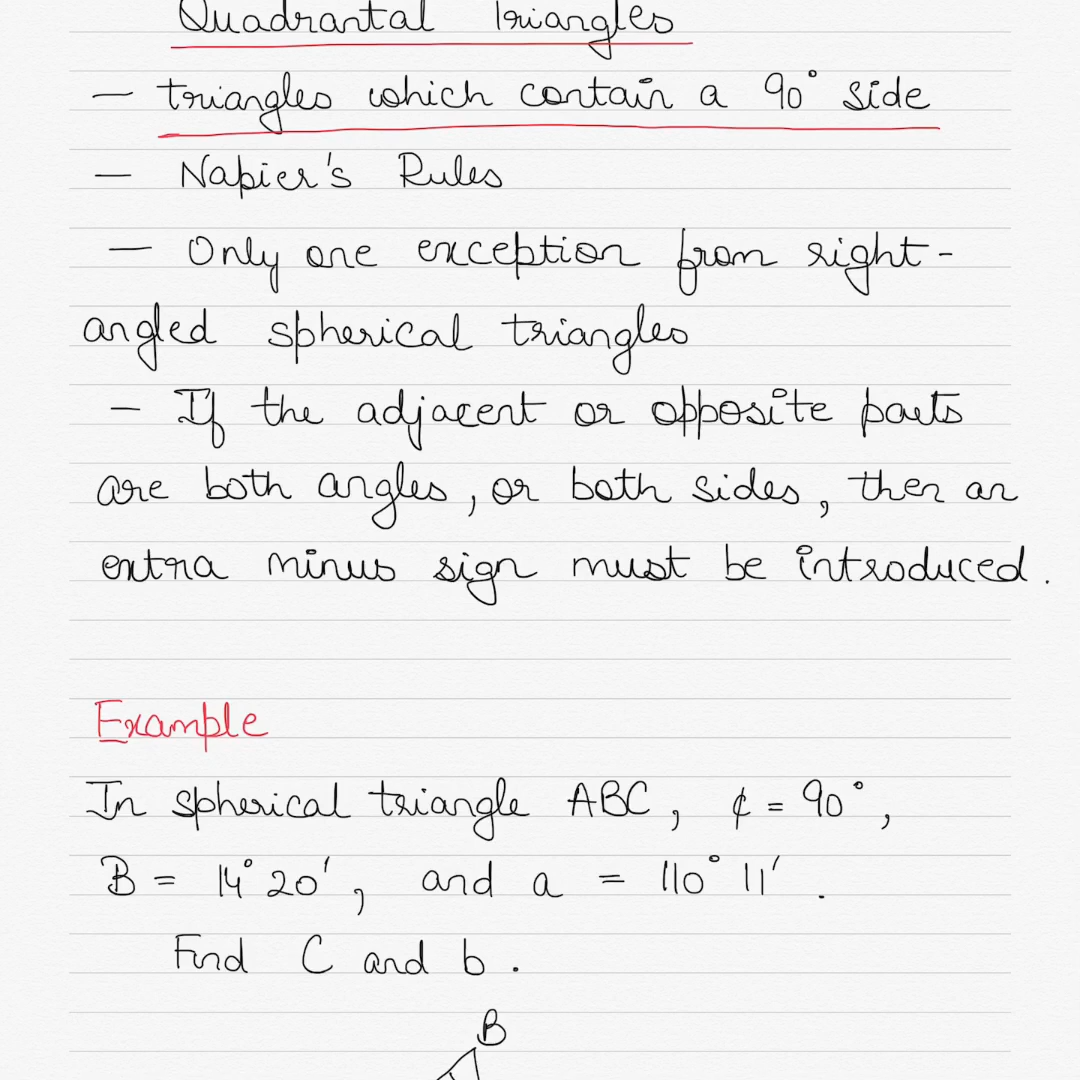 Quadrantal Triangles
— triangles which contain a 90° side
— Napier's Rules
— Only one exception from right-
angled spherical triangles
— If the adjacent or opposite parts
are both angles, or both sides, then an
extra minus sign must be introduced.
Example
In spherical triangle ABC, ¢ = 90°,
B = 14° 20', and a = 110° 11'.
Find C and b.
B